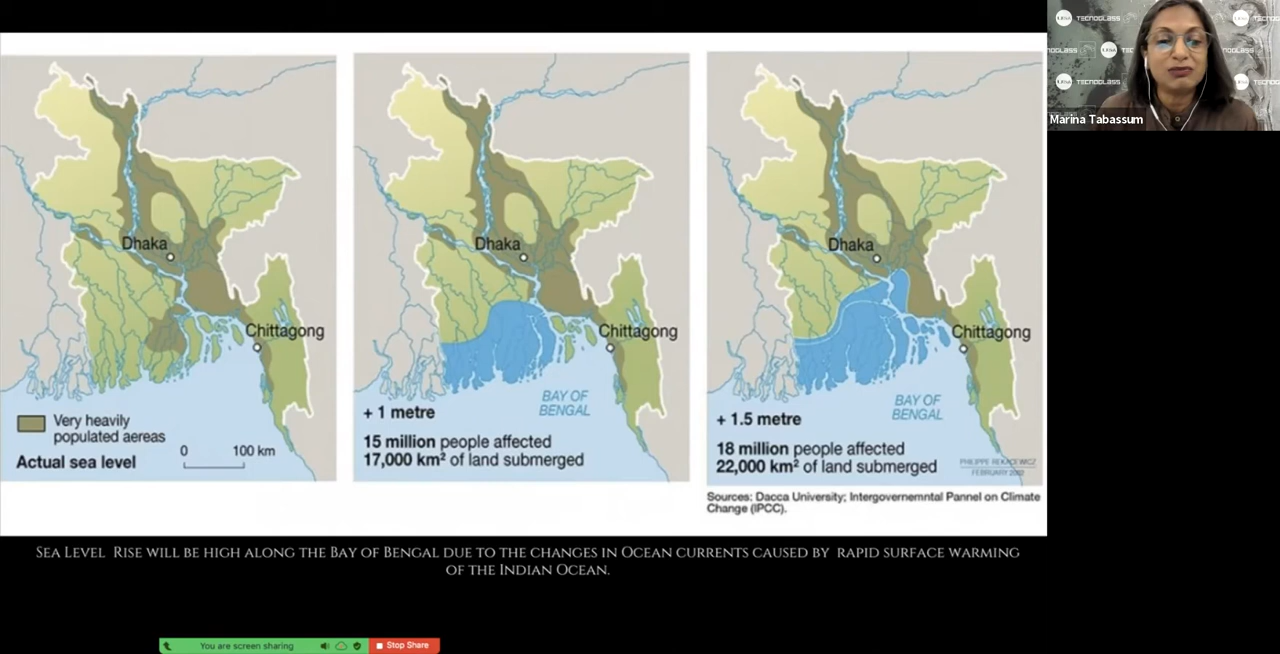 Dhaka
Chittagong
Very heavily
populated aereas
0 100 km
Actual sea level
Dhaka
Chittagong
BAY OF
BENGAL
+ 1 metre
15 million people affected
17,000 km² of land submerged
Dhaka
Chittagong
BAY OF
BENGAL
+ 1.5 metre
18 million people affected
22,000 km² of land submerged
PHILIPPE REKACEWICZ
FEBRUARY 2002
Sources: Dacca University; Intergovernemntal Pannel on Climate
Change (IPCC).
Sea Level Rise will be high along the Bay of Bengal due to the changes in Ocean currents caused by rapid surface warming
of the Indian Ocean.
TECNOGLASS
Marina Tabassum
You are screen sharing
Stop Share